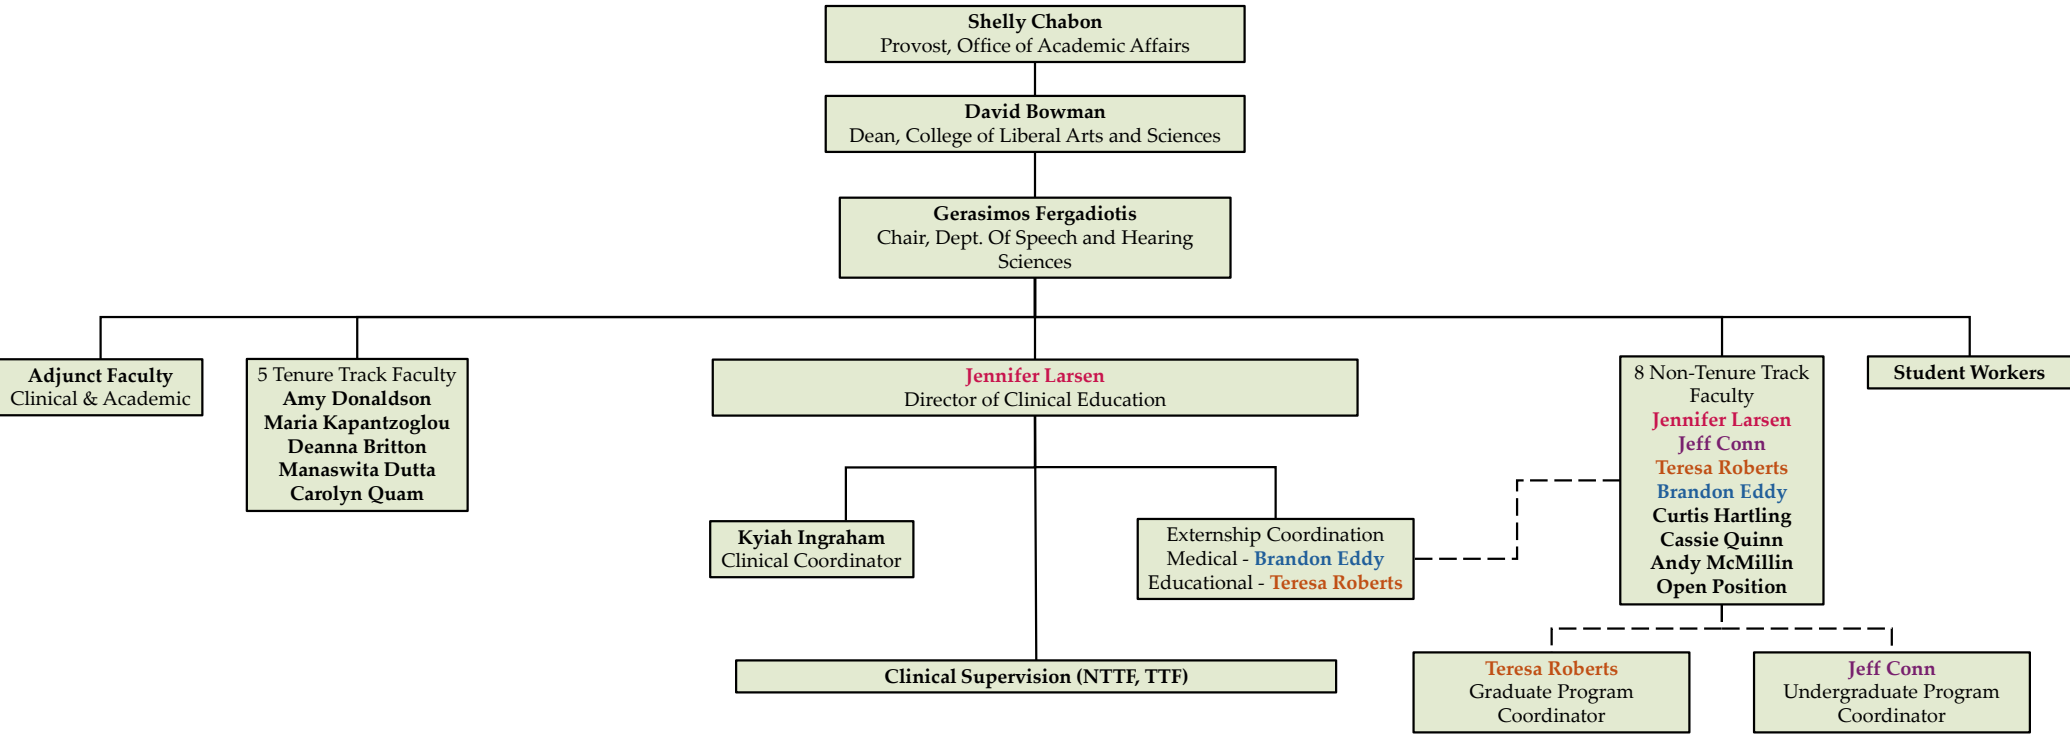 Shelly Chabon
Provost, Office of Academic Affairs
David Bowman
Dean, College of Liberal Arts and Sciences
Gerasimos Fergadiotis
Chair, Dept. Of Speech and Hearing
Sciences
Adjunct Faculty
Clinical & Academic
5 Tenure Track Faculty
Amy Donaldson
Maria Kapantzoglou
Deanna Britton
Manaswita Dutta
Carolyn Quam
Jennifer Larsen
Director of Clinical Education
8 Non-Tenure Track
Faculty
Jennifer Larsen
Jeff Conn
Teresa Roberts
Brandon Eddy
Curtis Hartling
Cassie Quinn
Andy McMillin
Open Position
Student Workers
Kyiah Ingraham
Clinical Coordinator
Externship Coordination
Medical - Brandon Eddy
Educational - Teresa Roberts
Clinical Supervision (NTTF, TTF)
Teresa Roberts
Graduate Program
Coordinator
Jeff Conn
Undergraduate Program
Coordinator